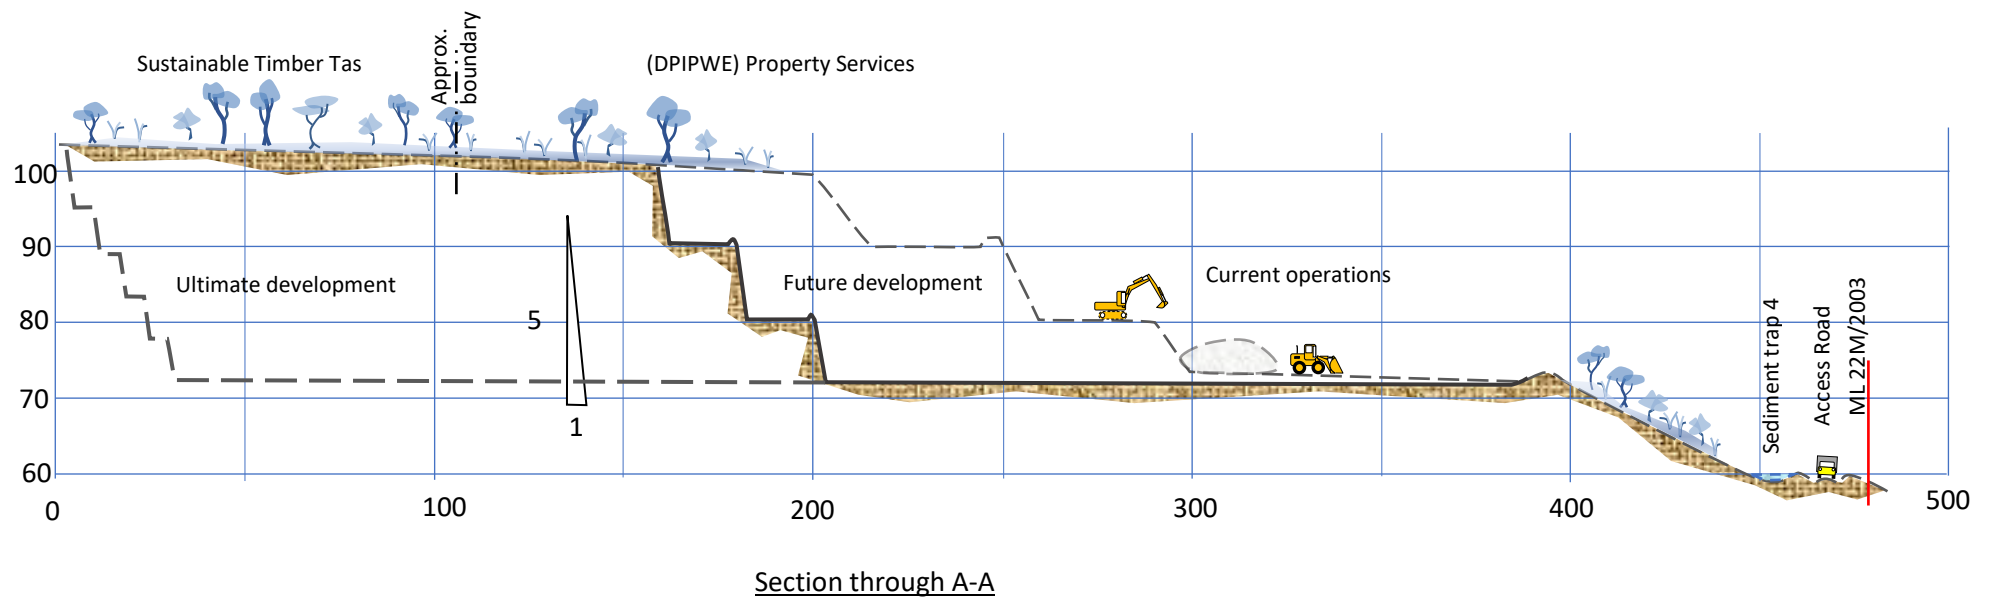 Sustainable Timber Tas
Approx.
boundary
(DPIPWE) Property Services
100
90
80
70
60
Ultimate development
5
1
Future development
Current operations
Sediment trap 4
Access Road
ML 22M/2003
0
100
200
300
400
500
Section through A-A